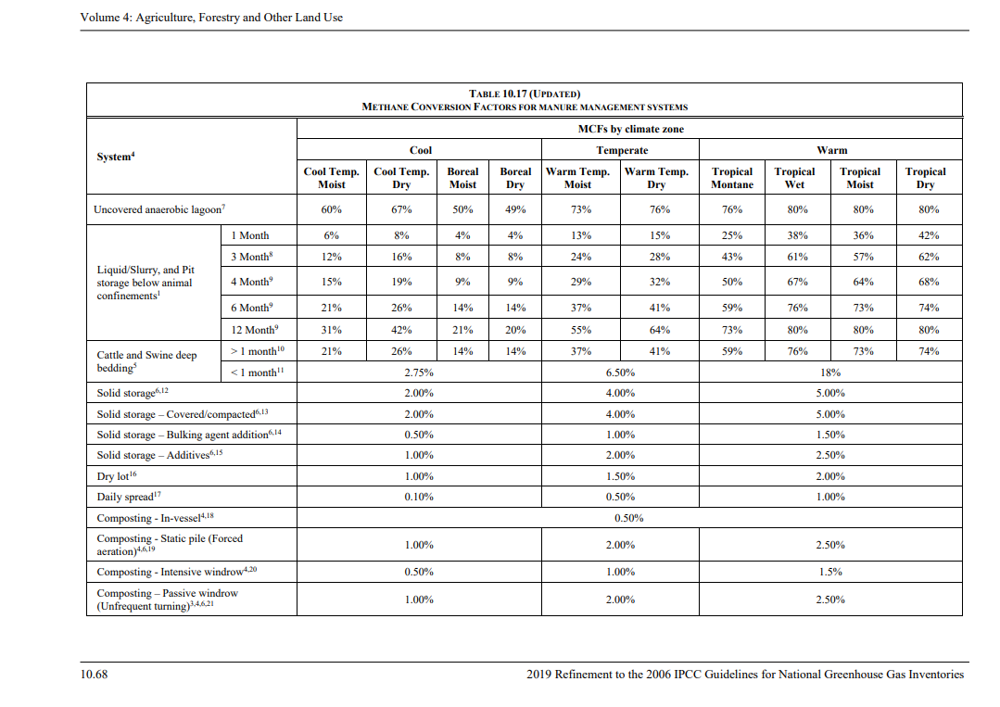 Volume 4: Agriculture, Forestry and Other Land Use
TABLE 10.17 (UPDATED)
METHANE CONVERSION FACTORS FOR MANURE MANAGEMENT SYSTEMS
System4
MCFs by climate zone
Cool Temperate Warm
Cool Temp. Moist Cool Temp. Dry Boreal Moist Boreal Dry Warm Temp. Moist Warm Temp. Dry Tropical Montane Tropical Wet Tropical Moist Tropical Dry
Uncovered anaerobic lagoon7 60% 67% 50% 49% 73% 76% 76% 80% 80% 80%
Liquid/Slurry, and Pit
storage below animal
confinements1
1 Month 6% 8% 4% 4% 13% 15% 25% 38% 36% 42%
3 Month8 12% 16% 8% 8% 24% 28% 43% 61% 57% 62%
4 Month9 15% 19% 9% 9% 29% 32% 50% 67% 64% 68%
6 Month9 21% 26% 14% 14% 37% 41% 59% 76% 73% 74%
12 Month9 31% 42% 21% 20% 55% 64% 73% 80% 80% 80%
Cattle and Swine deep
bedding5
> 1 month10 21% 26% 14% 14% 37% 41% 59% 76% 73% 74%
< 1 month11 2.75% 6.50% 18%
Solid storage6,12 2.00% 4.00% 5.00%
Solid storage – Covered/compacted6,13 2.00% 4.00% 5.00%
Solid storage – Bulking agent addition6,14 0.50% 1.00% 1.50%
Solid storage – Additives6,15 1.00% 2.00% 2.50%
Dry lot16 1.00% 1.50% 2.00%
Daily spread17 0.10% 0.50% 1.00%
Composting - In-vessel4,18 0.50%
Composting - Static pile (Forced
aeration)4,6,19 1.00% 2.00% 2.50%
Composting - Intensive windrow4,20 0.50% 1.00% 1.5%
Composting – Passive windrow
(Unfrequent turning)3,4,6,21 1.00% 2.00% 2.50%
10.68 2019 Refinement to the 2006 IPCC Guidelines for National Greenhouse Gas Inventories